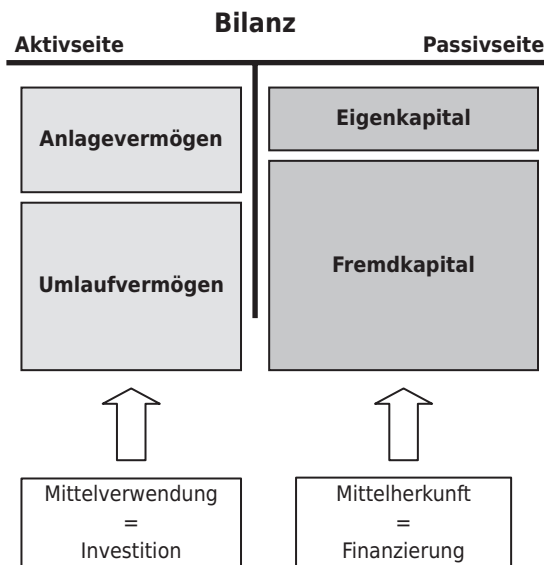 Bilanz
Aktivseite
Passivseite
Anlagevermögen
Umlaufvermögen
Eigenkapital
Fremdkapital
Mittelverwendung
=
Investition
Mittelherkunft
=
Finanzierung